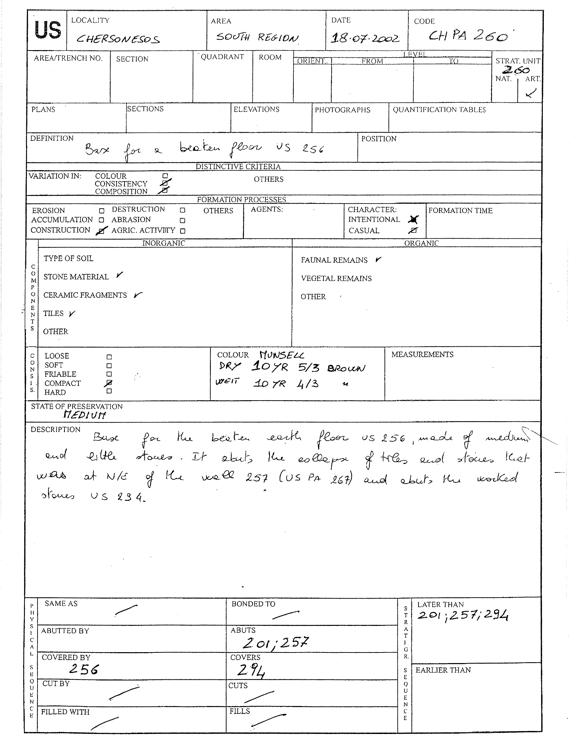 US
LOCALITY
CHERSONESOS
AREA
SOUTH REGION
DATE
18·07·2002
CODE
CH PA 260
AREA/TRENCH NO.
SECTION
QUADRANT
ROOM
LEVEL
ORIENT. FROM TO
STRAT. UNIT
260
NAT. ART.
✓
PLANS
SECTIONS
ELEVATIONS
PHOTOGRAPHS
QUANTIFICATION TABLES
DEFINITION
Base for a beaten floor US 256
POSITION
DISTINCTIVE CRITERIA
VARIATION IN: COLOUR
CONSISTENCY
COMPOSITION
OTHERS
FORMATION PROCESSES
EROSION DESTRUCTION OTHERS
ACCUMULATION ABRASION
CONSTRUCTION AGRIC. ACTIVITY
AGENTS:
CHARACTER:
INTENTIONAL
CASUAL
FORMATION TIME
COMPONENTS
INORGANIC
TYPE OF SOIL
STONE MATERIAL ✓
CERAMIC FRAGMENTS ✓
TILES ✓
OTHER
ORGANIC
FAUNAL REMAINS ✓
VEGETAL REMAINS
OTHER
CONSIS.
LOOSE
SOFT
FRIABLE
COMPACT
HARD
COLOUR MUNSELL
DRY 10YR 5/3 BROWN
10YR 4/3 "
MEASUREMENTS
STATE OF PRESERVATION
MEDIUM
DESCRIPTION
Base for the beaten earth floor US 256, made of medium
and little stones. It abuts the collapse of tiles and stones that
was at N/E of the wall 257 (US PA 267) and abuts the worked
stones US 294.
PHYSICAL SEQUENCE
SAME AS
BONDED TO
ABUTTED BY
ABUTS
201; 257
COVERED BY
256
COVERS
294
CUT BY
CUTS
FILLED WITH
FILLS
STRATIGR. SEQUENCE
LATER THAN
201; 257; 294
EARLIER THAN